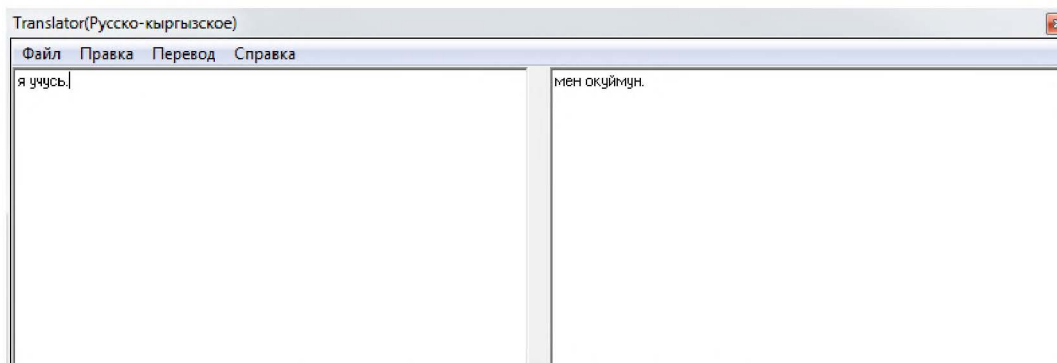 Translator(Русско-кыргызское)
Файл Правка Перевод Справка
я учусь.
мен окуймун.